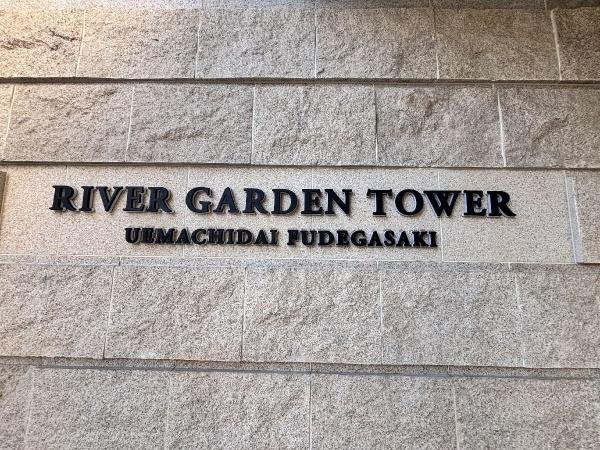 RIVER GARDEN TOWER
UEMACHIDAI FUDEGASAKI